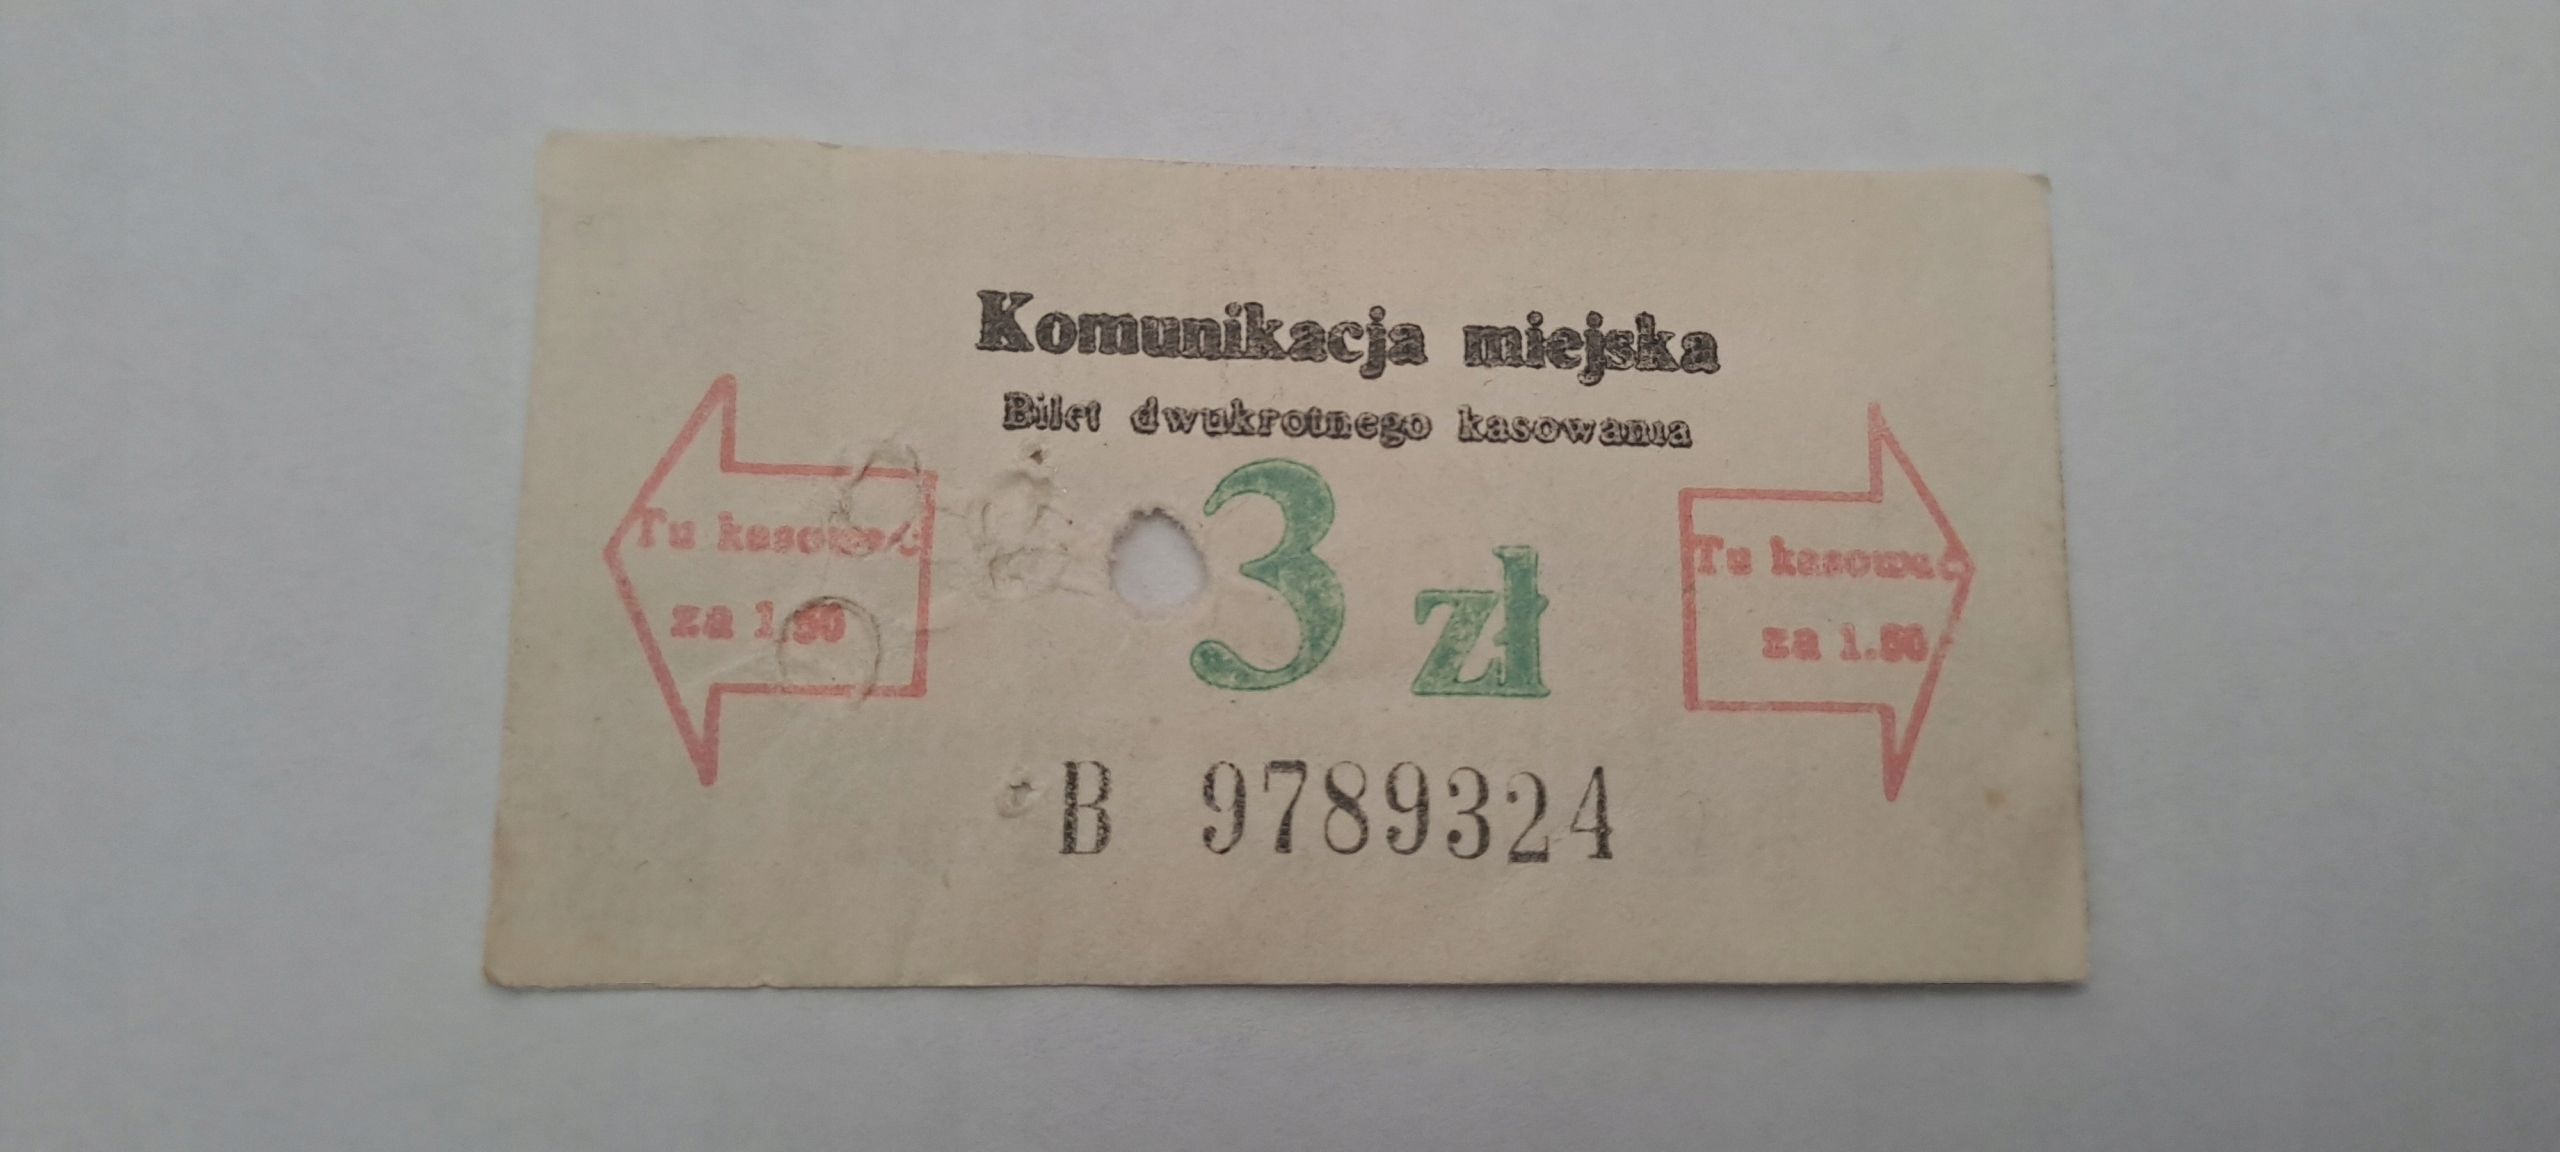 Komunikacja miejska
Bilet dwukrotnego kasowania
Tu kasować
za 1.50
3 zł
Tu kasować
za 1.50
B 9789324